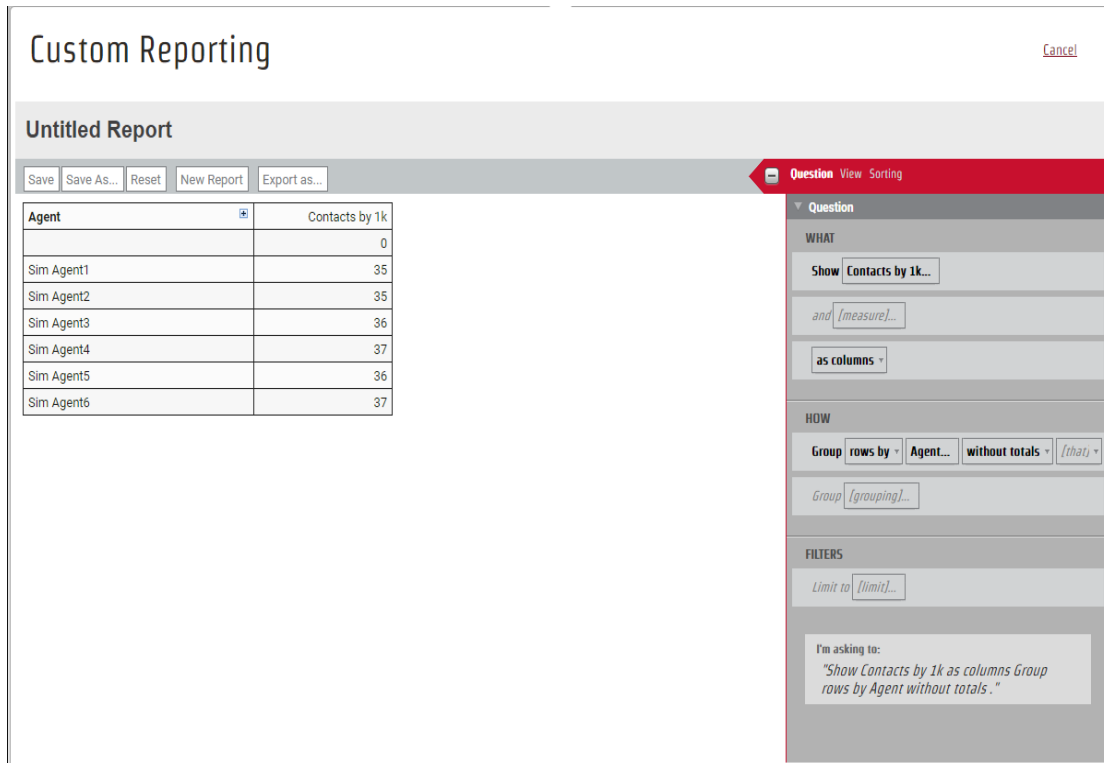 Custom Reporting
Cancel
Untitled Report
Save Save As... Reset New Report Export as...
Question View Sorting
Agent Contacts by 1k
0
Sim Agent1 35
Sim Agent2 35
Sim Agent3 36
Sim Agent4 37
Sim Agent5 36
Sim Agent6 37
Question
WHAT
Show Contacts by 1k...
and [measure]...
as columns
HOW
Group rows by Agent... without totals [that]
Group [grouping]...
FILTERS
Limit to [limit]...
I'm asking to:
"Show Contacts by 1k as columns Group
rows by Agent without totals ."